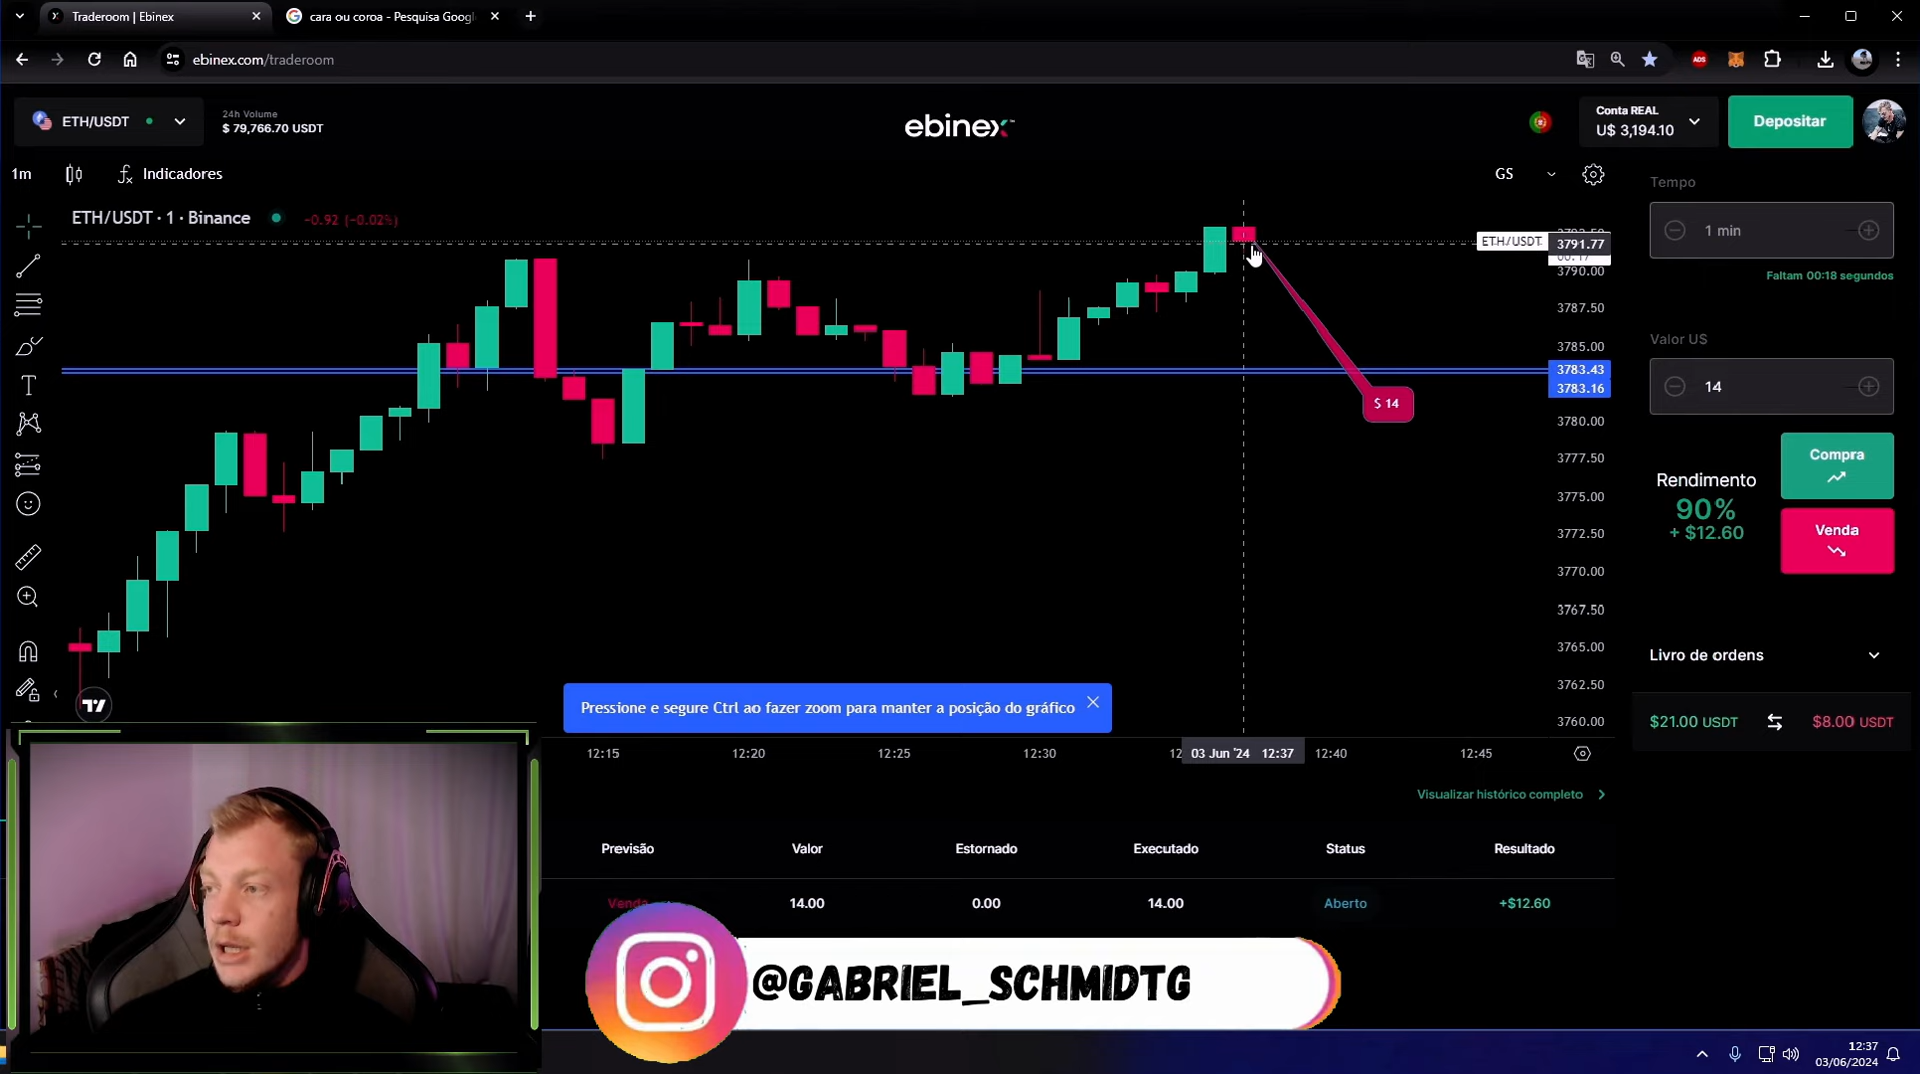 Traderoom | Ebinex
cara ou coroa - Pesquisa Googl
ebinex.com/traderoom
ADS
ETH/USDT
24h Volume
$ 79,766.70 USDT
ebinex
Conta REAL
U$ 3,194.10
Depositar
1m
Indicadores
GS
ETH/USDT · 1 · Binance
-0.92 (-0.02%)
ETH/USDT
3791.77
3790.00
3787.50
3785.00
3783.43
3783.16
3780.00
3777.50
3775.00
3772.50
3770.00
3767.50
3765.00
3762.50
3760.00
$ 14
Pressione e segure Ctrl ao fazer zoom para manter a posição do gráfico
12:15
12:20
12:25
12:30
03 Jun '24 12:37
12:40
12:45
Tempo
1 min
Faltam 00:18 segundos
Valor U$
14
Rendimento
90%
+ $12.60
Compra
Venda
Livro de ordens
$21.00 USDT
$8.00 USDT
Visualizar histórico completo
Previsão
Valor
Estornado
Executado
Status
Resultado
Venda
14.00
0.00
14.00
Aberto
+$12.60
@GABRIEL_SCHMIDTG
12:37
03/06/2024